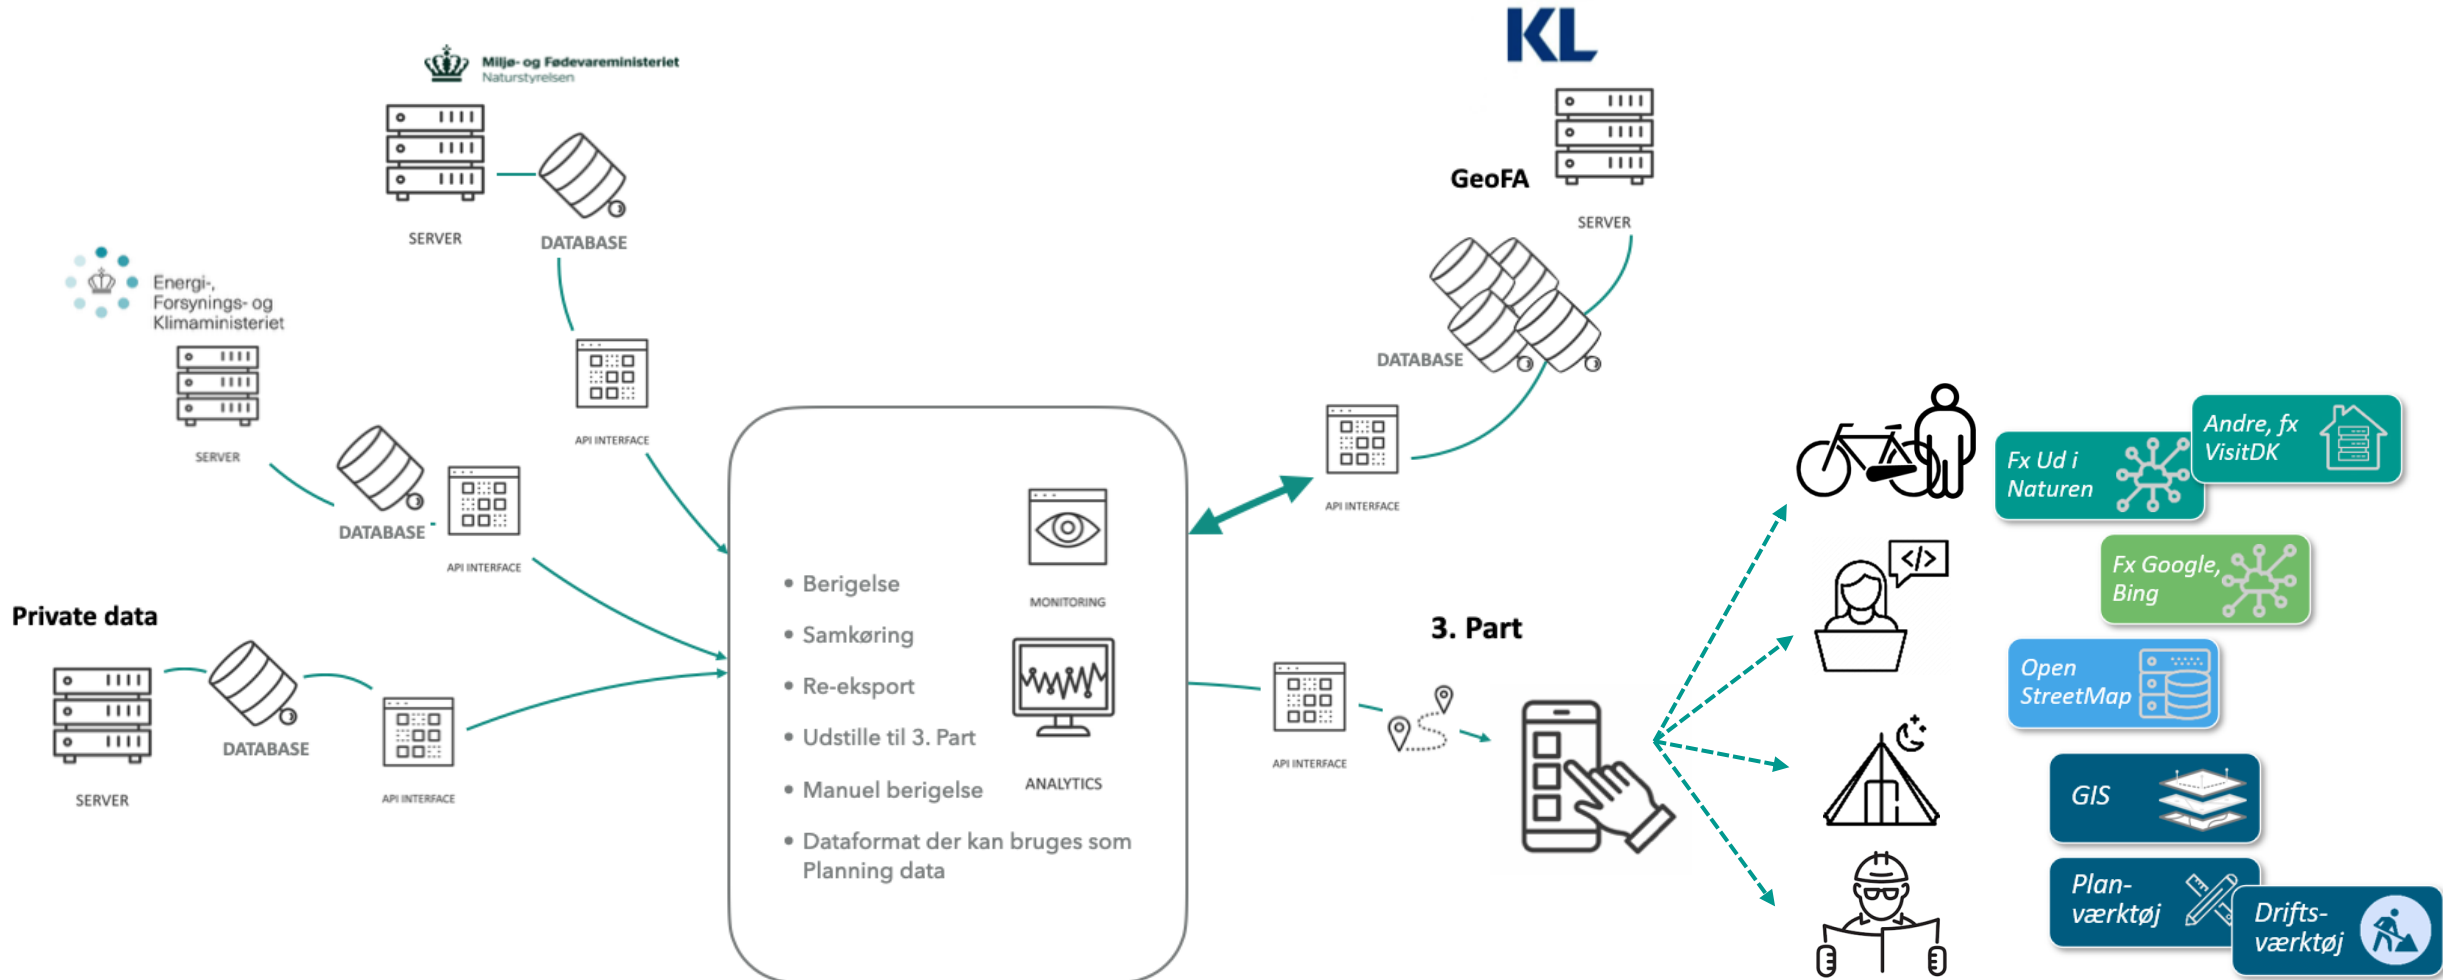 Miljø- og Fødevareministeriet
Naturstyrelsen
SERVER
DATABASE
API INTERFACE
Energi-,
Forsynings- og
Klimaministeriet
SERVER
DATABASE
API INTERFACE
Private data
SERVER
DATABASE
API INTERFACE
• Berigelse
• Samkøring
• Re-eksport
• Udstille til 3. Part
• Manuel berigelse
• Dataformat der kan bruges som
Planning data
MONITORING
ANALYTICS
KL
GeoFA
SERVER
DATABASE
API INTERFACE
API INTERFACE
3. Part
</>
Fx Ud i
Naturen
Andre, fx
VisitDK
Fx Google,
Bing
Open
StreetMap
GIS
Plan-
værktøj
Drifts-
værktøj